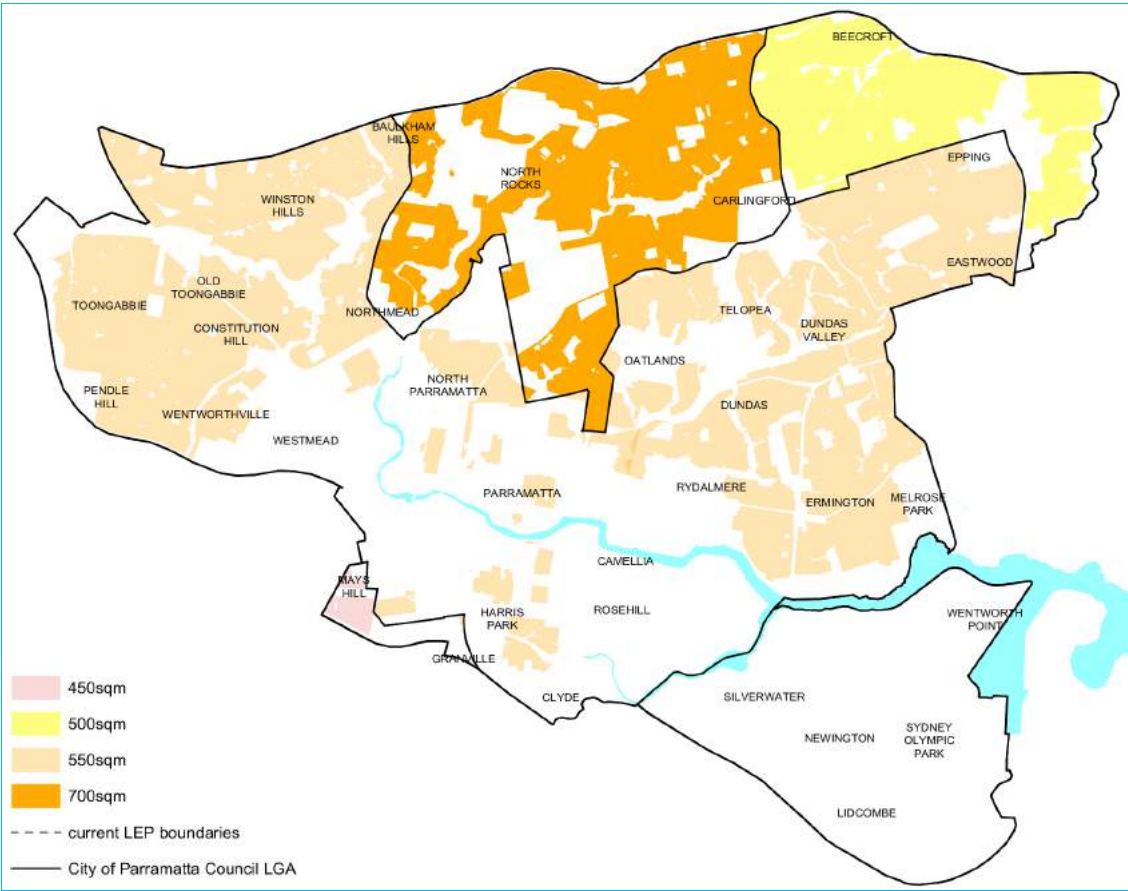 BEECROFT
BAULKHAM
HILLS
EPPING
NORTH
ROCKS
CARLINGFORD
WINSTON
HILLS
EASTWOOD
OLD
TOONGABBIE
TOONGABBIE
NORTHMEAD
TELOPEA
CONSTITUTION
HILL
DUNDAS
VALLEY
OATLANDS
NORTH
PARRAMATTA
PENDLE
HILL
DUNDAS
WENTWORTHVILLE
WESTMEAD
RYDALMERE
PARRAMATTA
ERMINGTON
MELROSE
PARK
CAMELLIA
MAYS
HILL
ROSEHILL
HARRIS
PARK
WENTWORTH
POINT
GRANVILLE
CLYDE
SILVERWATER
NEWINGTON
SYDNEY
OLYMPIC
PARK
LIDCOMBE
450sqm
500sqm
550sqm
700sqm
current LEP boundaries
City of Parramatta Council LGA